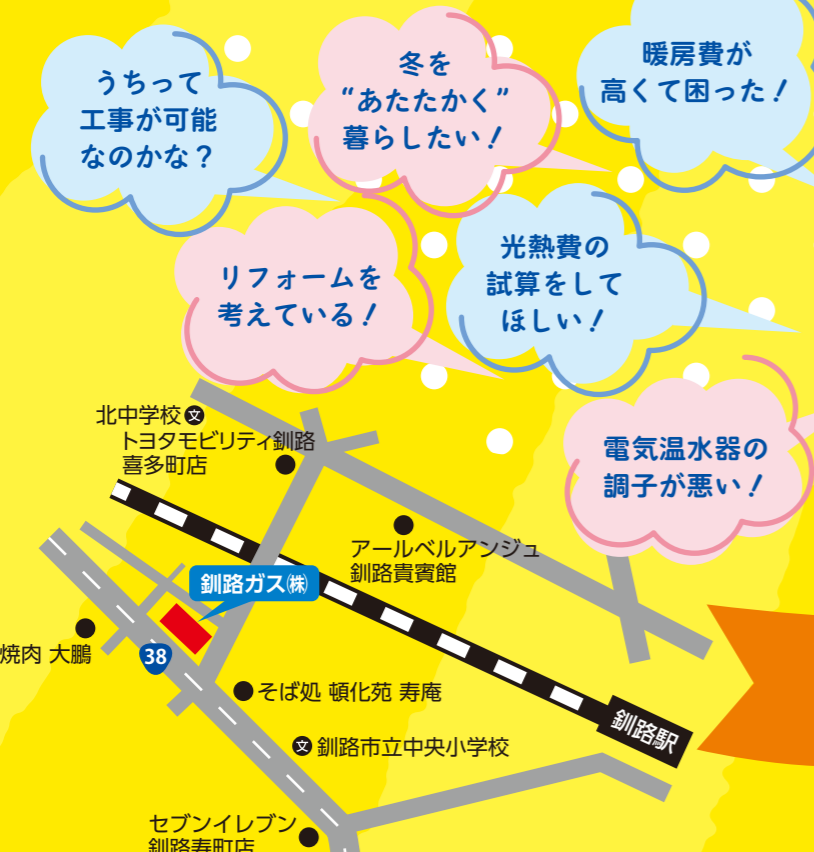 うちって
工事が可能
なのかな？
冬を
“あたたかく”
暮らしたい！
暖房費が
高くて困った！
リフォームを
考えている！
光熱費の
試算をして
ほしい！
電気温水器の
調子が悪い！
北中学校 文
トヨタモビリティ釧路
喜多町店
アールベルアンジュ
釧路貴賓館
釧路ガス㈱
焼肉 大鵬
38
そば処 頓化苑 寿庵
文 釧路市立中央小学校
釧路駅
セブンイレブン
釧路寿町店